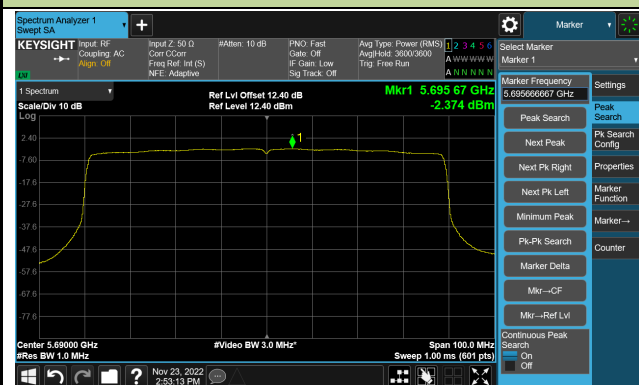 Spectrum Analyzer 1
Swept SA
+
Marker
KEYSIGHT
Input: RF
Coupling: AC
Align: Off
Input Z: 50 Ω
Corr CCorr
Freq Ref: Int (S)
NFE: Adaptive
#Atten: 10 dB
PNO: Fast
Gate: Off
IF Gain: Low
Sig Track: Off
Avg Type: Power (RMS)
Avg|Hold: 3600/3600
Trig: Free Run
1 2 3 4 5 6
A W W W W W
A N N N N N
LXI
Select Marker
Marker 1
1 Spectrum
Scale/Div 10 dB
Log
Ref Lvl Offset 12.40 dB
Ref Level 12.40 dBm
Mkr1 5.695 67 GHz
-2.374 dBm
1
2.40
-7.60
-17.6
-27.6
-37.6
-47.6
-57.6
-67.6
-77.6
Center 5.69000 GHz
#Res BW 1.0 MHz
#Video BW 3.0 MHz*
Span 100.0 MHz
Sweep 1.00 ms (601 pts)
Marker Frequency
5.695666667 GHz
Peak Search
Next Peak
Next Pk Right
Next Pk Left
Minimum Peak
Pk-Pk Search
Marker Delta
Mkr→CF
Mkr→Ref Lvl
Continuous Peak
Search
On
Off
Settings
Peak
Search
Pk Search
Config
Properties
Marker
Function
Marker→
Counter
?
Nov 23, 2022
2:53:13 PM